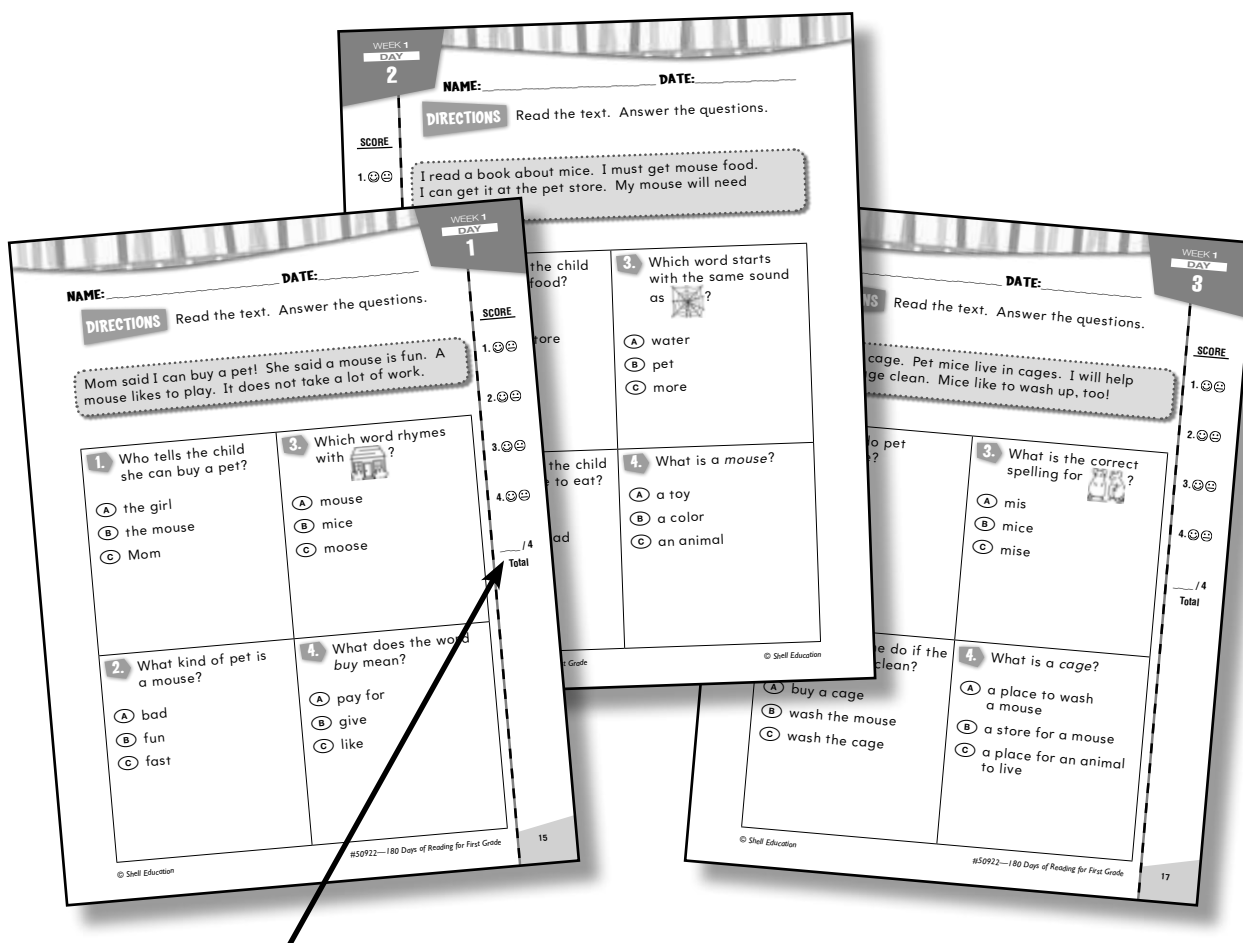 WEEK 1
DAY
2
NAME: DATE:
DIRECTIONS Read the text. Answer the questions.
SCORE
1.
I read a book about mice. I must get mouse food.
I can get it at the pet store. My mouse will need
the child
food?
3. Which word starts
with the same sound
as ?
A water
B pet
C more
the child
to eat?
4. What is a mouse?
A a toy
B a color
C an animal
© Shell Education
WEEK 1
DAY
1
NAME: DATE:
DIRECTIONS Read the text. Answer the questions.
SCORE
1.
2.
3.
4.
/ 4
Total
Mom said I can buy a pet! She said a mouse is fun. A
mouse likes to play. It does not take a lot of work.
1. Who tells the child
she can buy a pet?
A the girl
B the mouse
C Mom
3. Which word rhymes
with ?
A mouse
B mice
C moose
2. What kind of pet is
a mouse?
A bad
B fun
C fast
4. What does the word
buy mean?
A pay for
B give
C like
© Shell Education
#50922—180 Days of Reading for First Grade
15
WEEK 1
DAY
3
DATE:
Read the text. Answer the questions.
SCORE
1.
2.
3.
4.
/ 4
Total
cage. Pet mice live in cages. I will help
clean. Mice like to wash up, too!
pet
3. What is the correct
spelling for ?
A mis
B mice
C mise
do if the
clean?
A buy a cage
B wash the mouse
C wash the cage
4. What is a cage?
A a place to wash
a mouse
B a store for a mouse
C a place for an animal
to live
© Shell Education
#50922—180 Days of Reading for First Grade
17